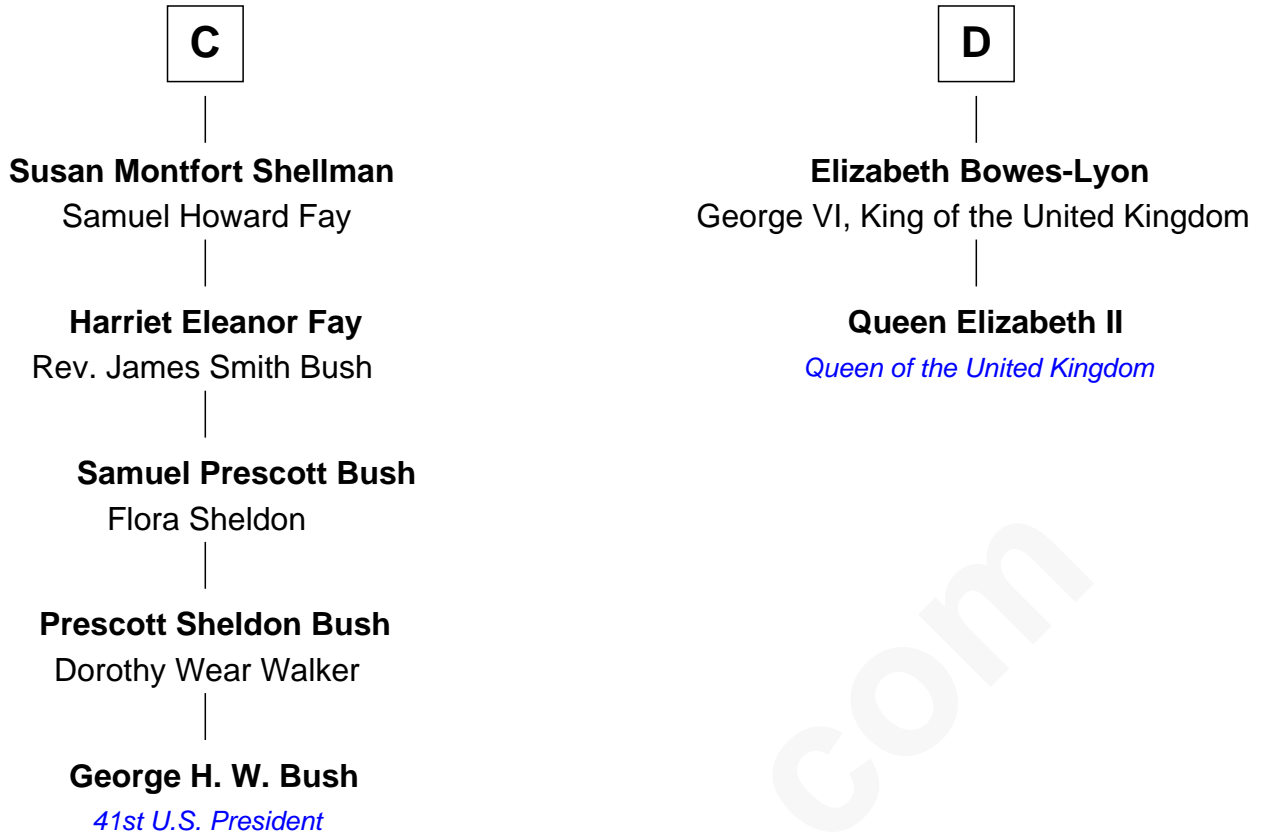 C
Susan Montfort Shellman
Samuel Howard Fay
Harriet Eleanor Fay
Rev. James Smith Bush
Samuel Prescott Bush
Flora Sheldon
Prescott Sheldon Bush
Dorothy Wear Walker
George H. W. Bush
41st U.S. President
D
Elizabeth Bowes-Lyon
George VI, King of the United Kingdom
Queen Elizabeth II
Queen of the United Kingdom
com